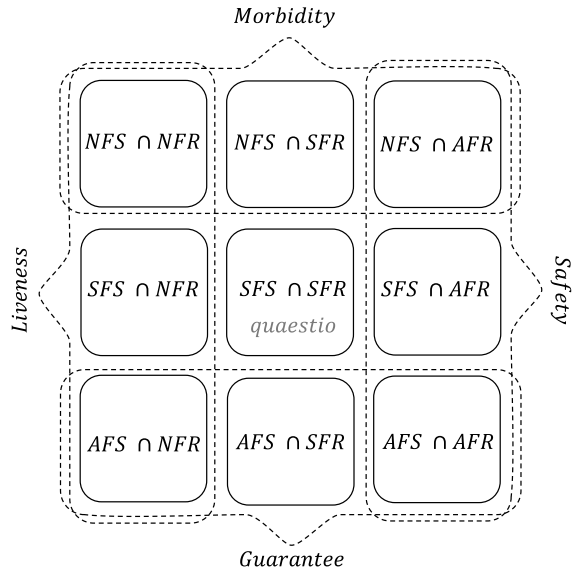 Morbidity
NFS ∩ NFR
NFS ∩ SFR
NFS ∩ AFR
Liveness
SFS ∩ NFR
SFS ∩ SFR
quaestio
SFS ∩ AFR
Safety
AFS ∩ NFR
AFS ∩ SFR
AFS ∩ AFR
Guarantee